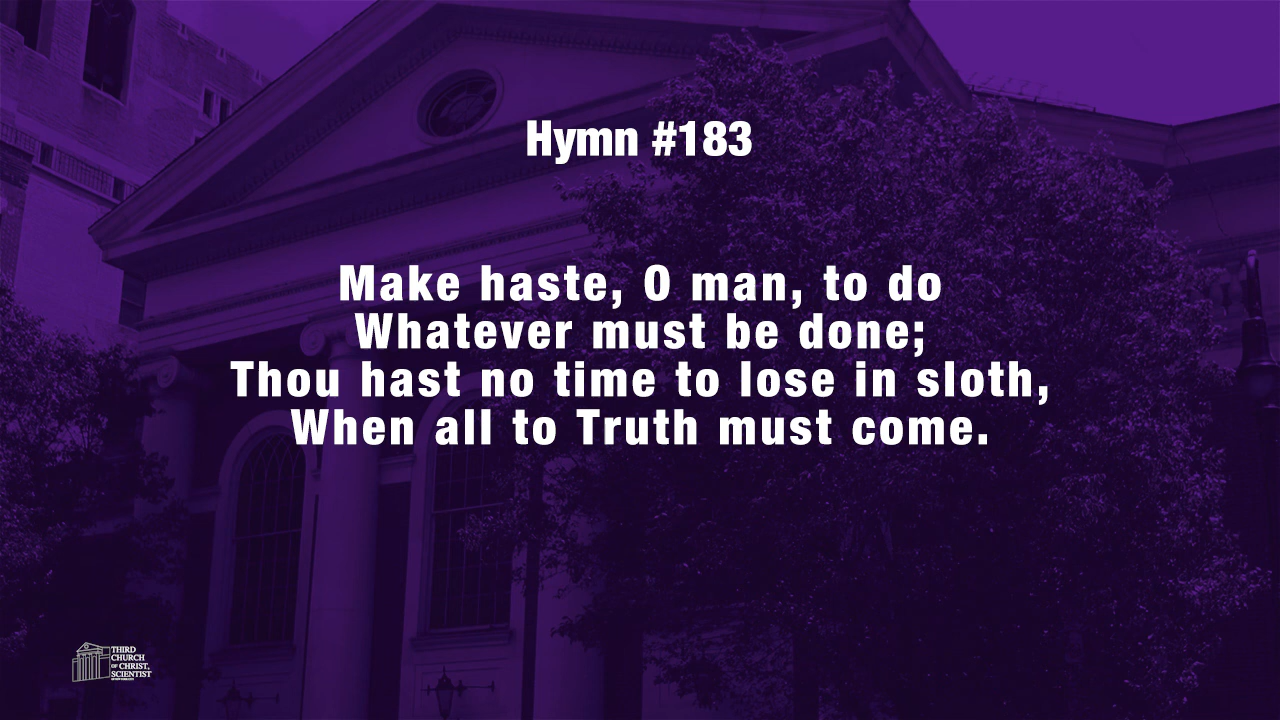 Hymn #183
Make haste, O man, to do
Whatever must be done;
Thou hast no time to lose in sloth,
When all to Truth must come.
THIRD
CHURCH
OF CHRIST,
SCIENTIST